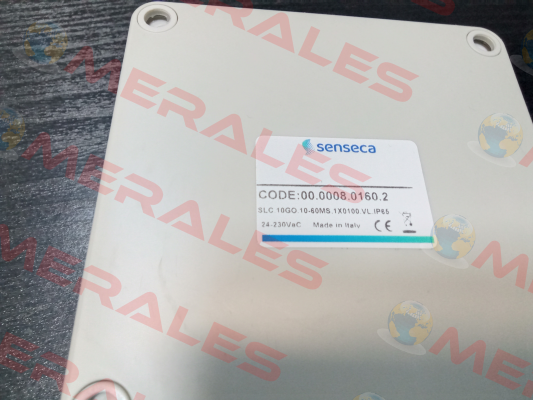 MERALES
MERALES
MERALES
senseca
CODE:00.0008.0160.2
SLC.10GQ.10-60MS.1X0100.VL.IP65
24-230VaC Made in Italy CE
MERALES
MERALES